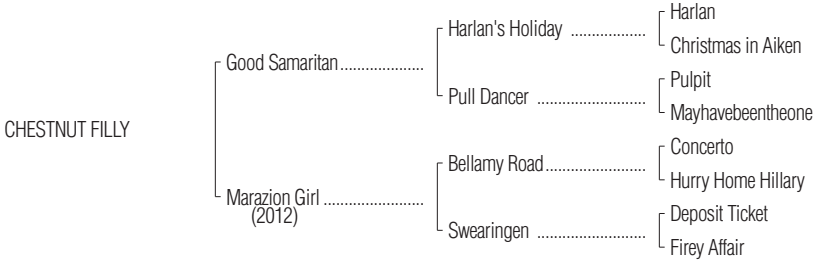 Harlan
Harlan's Holiday ......................
Christmas in Aiken
Good Samaritan....................
Pulpit
Pull Dancer ..........................
Mayhavebeentheone
CHESTNUT FILLY
Concerto
Bellamy Road........................
Hurry Home Hillary
Marazion Girl ........................
(2012)
Deposit Ticket
Swearingen ..........................
Firey Affair